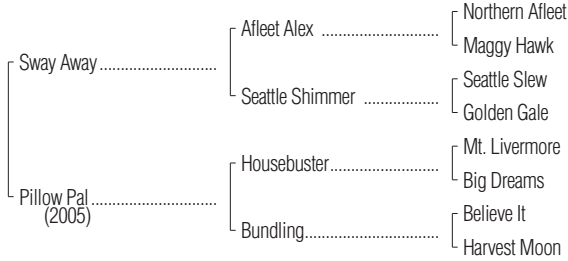 Northern Afleet
Afleet Alex ........................
Maggy Hawk
Sway Away ........................
Seattle Slew
Seattle Shimmer ...............
Golden Gale
Mt. Livermore
Housebuster ......................
Big Dreams
Pillow Pal ..........................
(2005)
Believe It
Bundling ...........................
Harvest Moon